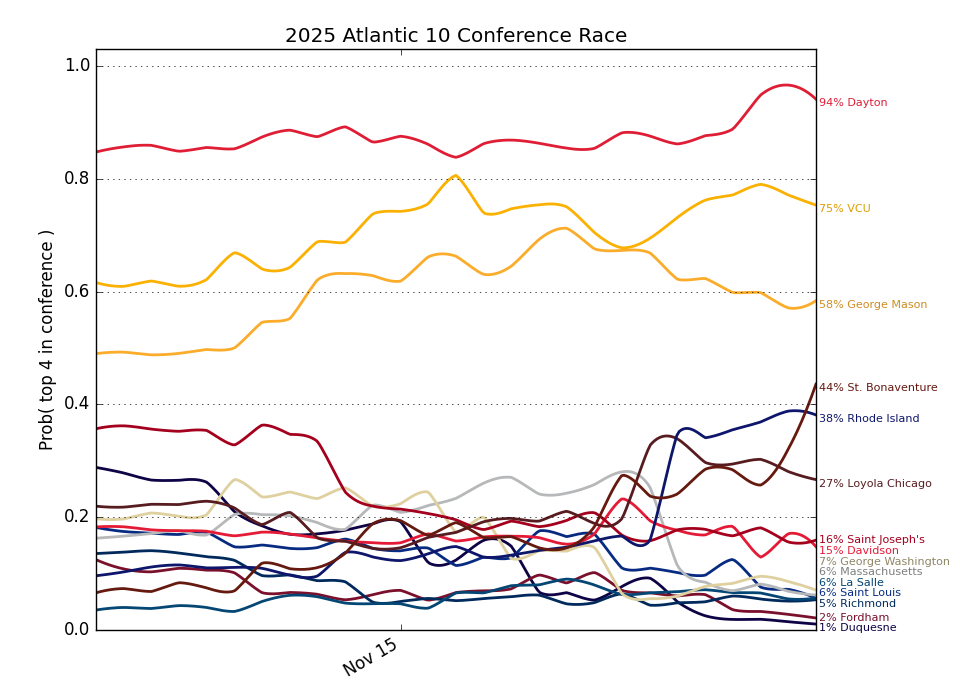 2025 Atlantic 10 Conference Race
Prob( top 4 in conference )
1.0
0.8
0.6
0.4
0.2
0.0
Nov 15
94% Dayton
75% VCU
58% George Mason
44% St. Bonaventure
38% Rhode Island
27% Loyola Chicago
16% Saint Joseph's
15% Davidson
7% George Washington
6% Massachusetts
6% La Salle
6% Saint Louis
5% Richmond
2% Fordham
1% Duquesne